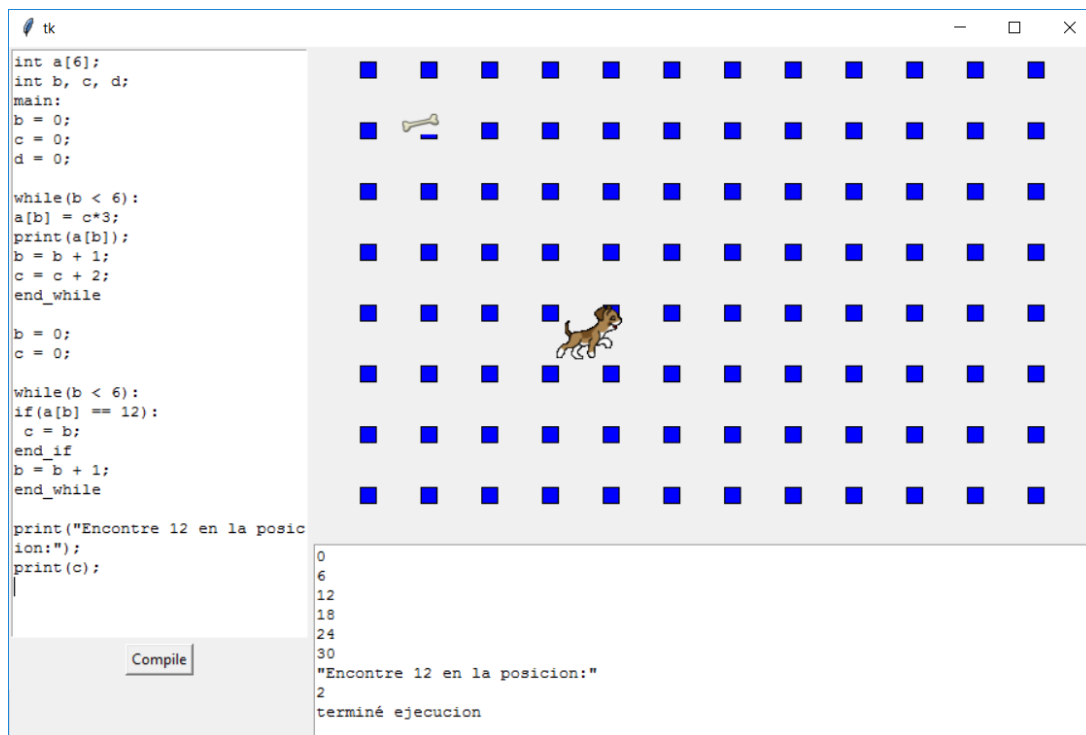 tk
int a[6];
int b, c, d;
main:
b = 0;
c = 0;
d = 0;
while(b < 6):
a[b] = c*3;
print(a[b]);
b = b + 1;
c = c + 2;
end_while
b = 0;
c = 0;
while(b < 6):
if(a[b] == 12):
 c = b;
end_if
b = b + 1;
end_while
print("Encontre 12 en la posic
ion:");
print(c);
Compile
0
6
12
18
24
30
"Encontre 12 en la posicion:"
2
terminé ejecucion